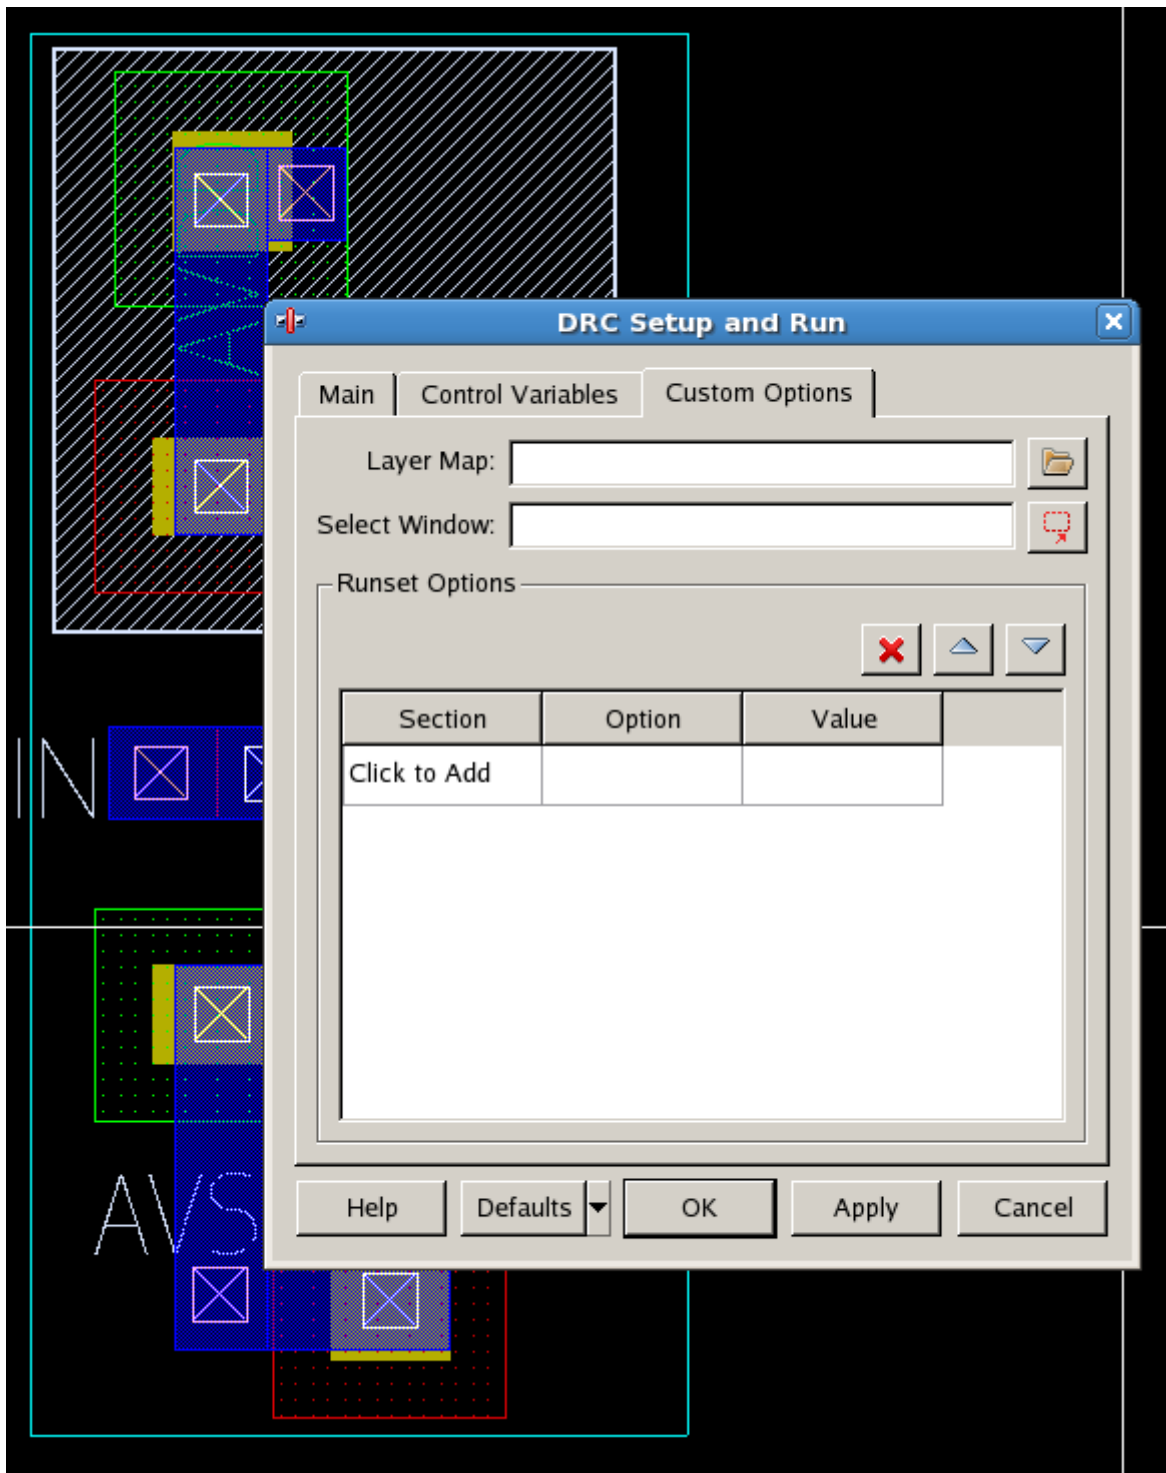 DRC Setup and Run
Main Control Variables Custom Options
Layer Map:
Select Window:
Runset Options
Section Option Value
Click to Add
IN
AVS
Help Defaults OK Apply Cancel